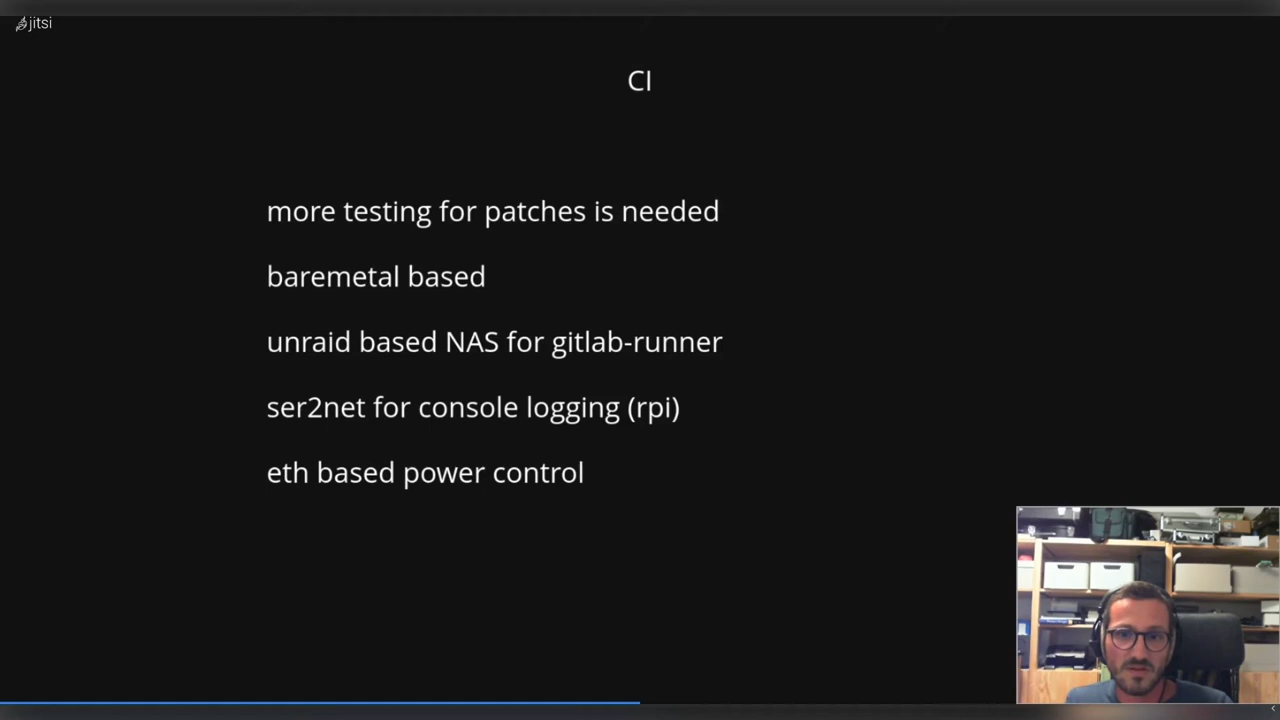 jitsi
CI
more testing for patches is needed
baremetal based
unraid based NAS for gitlab-runner
ser2net for console logging (rpi)
eth based power control